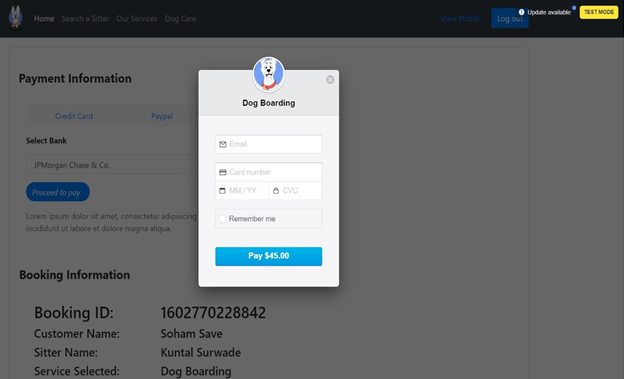 Home Search a Sitter Our Services Dog Care View Profile Log out
Update available
TEST MODE
Payment Information
Credit Card Paypal
Select Bank
JPMorgan Chase & Co.
Proceed to pay
Lorem ipsum dolor sit amet, consectetur adipisicing
incididunt ut labore et dolore magna aliqua.
Dog Boarding
Email
Card number
MM / YY CVC
Remember me
Pay $45.00
Booking Information
Booking ID: 1602770228842
Customer Name: Soham Save
Sitter Name: Kuntal Surwade
Service Selected: Dog Boarding